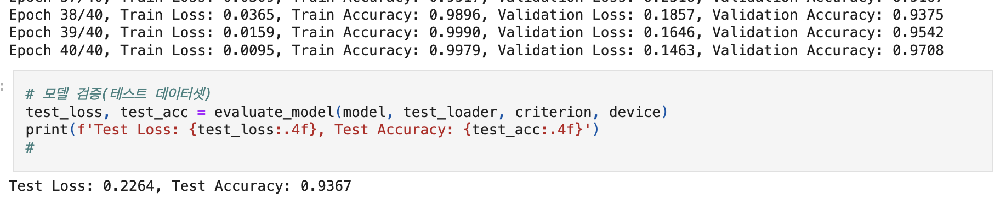 Epoch 38/40, Train Loss: 0.0365, Train Accuracy: 0.9896, Validation Loss: 0.1857, Validation Accuracy: 0.9375
Epoch 39/40, Train Loss: 0.0159, Train Accuracy: 0.9990, Validation Loss: 0.1646, Validation Accuracy: 0.9542
Epoch 40/40, Train Loss: 0.0095, Train Accuracy: 0.9979, Validation Loss: 0.1463, Validation Accuracy: 0.9708
:
# 모델 검증(테스트 데이터셋)
test_loss, test_acc = evaluate_model(model, test_loader, criterion, device)
print(f'Test Loss: {test_loss:.4f}, Test Accuracy: {test_acc:.4f}')
#
Test Loss: 0.2264, Test Accuracy: 0.9367